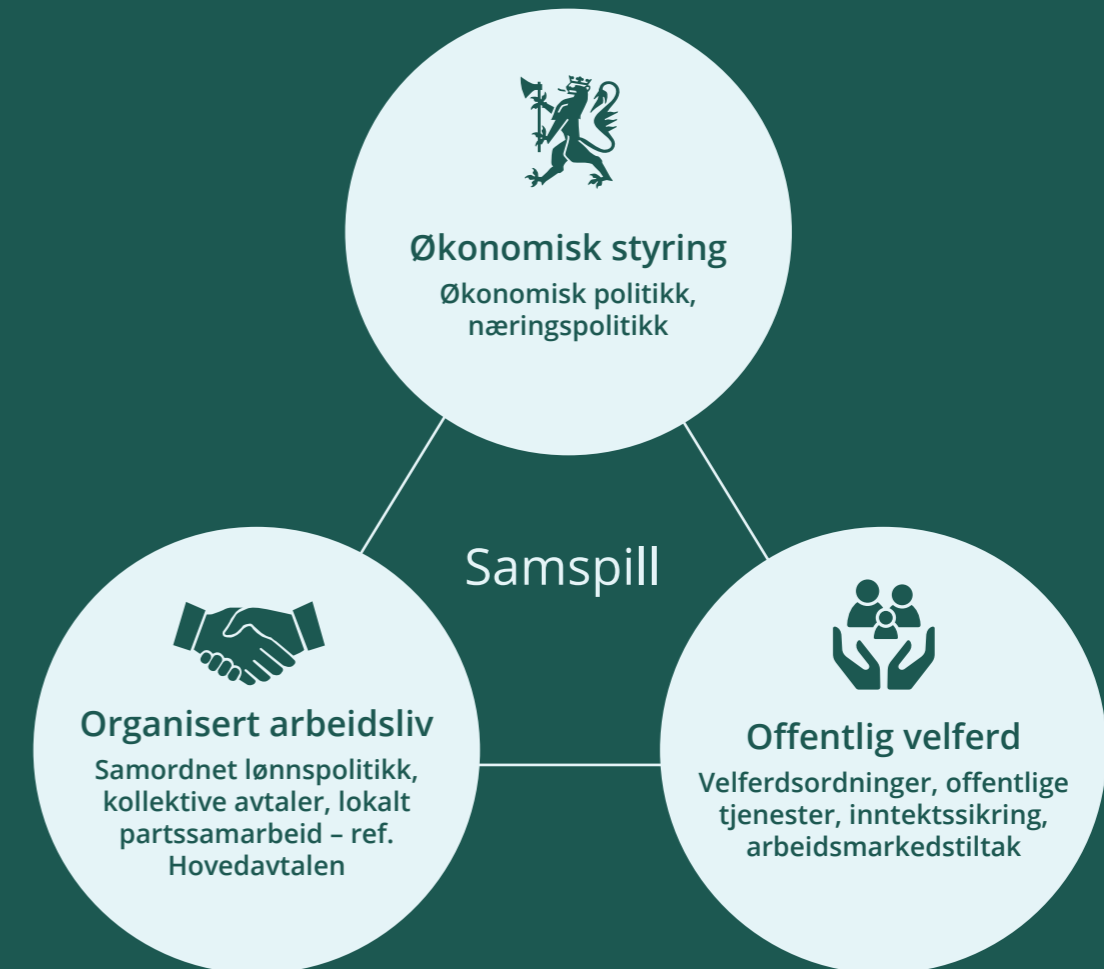 Økonomisk styring
Økonomisk politikk,
næringspolitikk
Samspill
Organisert arbeidsliv
Samordnet lønnspolitikk,
kollektive avtaler, lokalt
partssamarbeid – ref.
Hovedavtalen
Offentlig velferd
Velferdsordninger, offentlige
tjenester, inntektssikring,
arbeidsmarkedstiltak